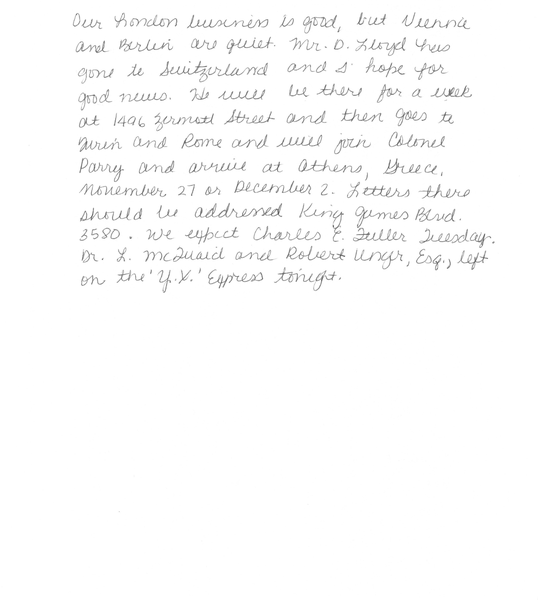 Our London business is good, but Vienna
and Berlin are quiet. Mr. D. Lloyd has
gone to Switzerland and I hope for
good news. He will be there for a week
at 1496 Zermott Street and then goes to
Turin and Rome and will join Colonel
Parry and arrive at Athens, Greece,
November 27 or December 2. Letters there
should be addressed King James Blvd.
3580. We expect Charles E. Fuller Tuesday.
Dr. L. McQuaid and Robert Ungr, Esq., left
on the 'Y.X.' Express tonight.